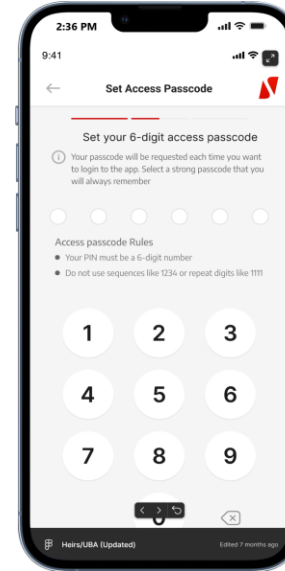 2:36 PM
9:41
Set Access Passcode
Set your 6-digit access passcode
Your passcode will be requested each time you want
to login to the app. Select a strong passcode that you
will always remember
Access passcode Rules
Your PIN must be a 6-digit number
Do not use sequences like 1234 or repeat digits like 1111
1 2 3
4 5 6
7 8 9
0
Heirs/UBA (Updated) Edited 7 months ago